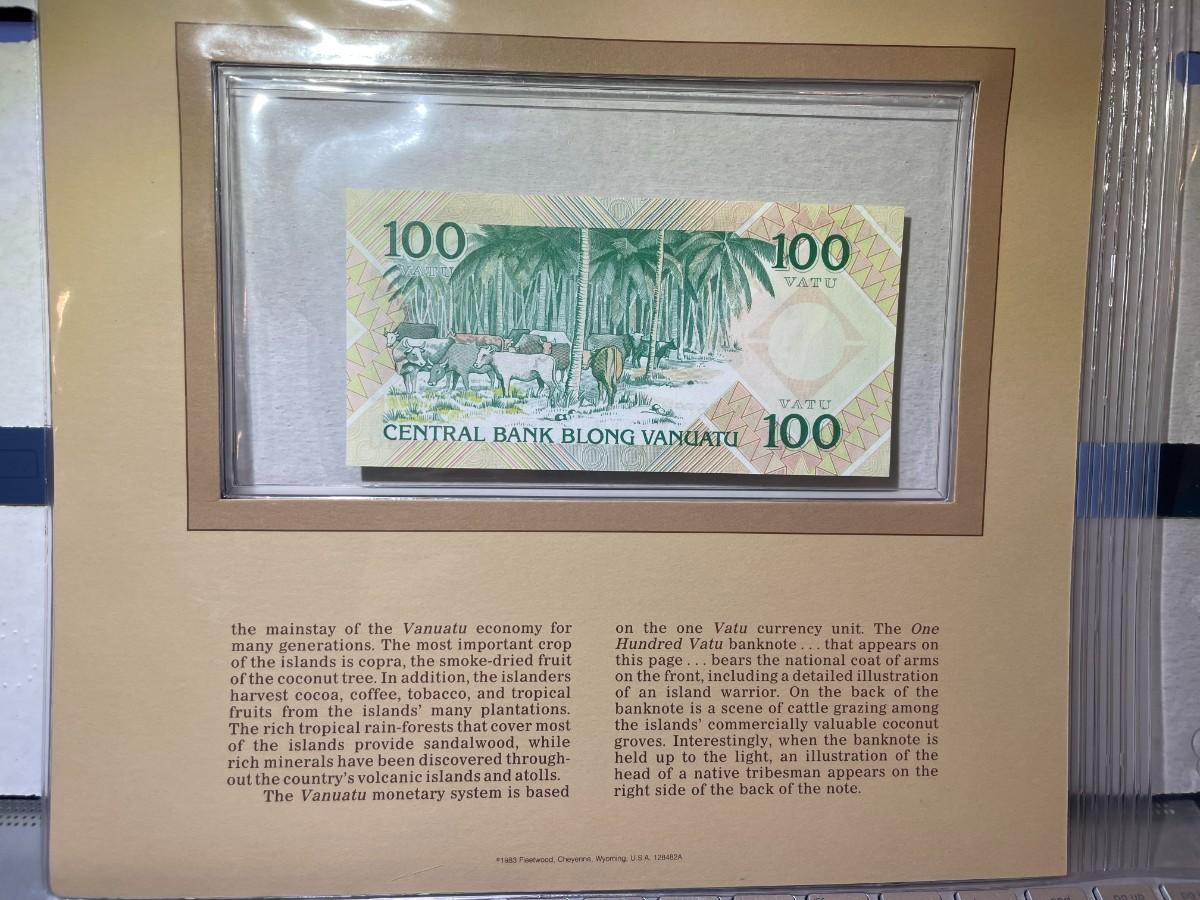 100
VATU
100
VATU
VATU
100
CENTRAL BANK BLONG VANUATU
the mainstay of the Vanuatu economy for
many generations. The most important crop
of the islands is copra, the smoke-dried fruit
of the coconut tree. In addition, the islanders
harvest cocoa, coffee, tobacco, and tropical
fruits from the islands' many plantations.
The rich tropical rain-forests that cover most
of the islands provide sandalwood, while
rich minerals have been discovered through-
out the country's volcanic islands and atolls.
The Vanuatu monetary system is based
on the one Vatu currency unit. The One
Hundred Vatu banknote . . . that appears on
this page . . . bears the national coat of arms
on the front, including a detailed illustration
of an island warrior. On the back of the
banknote is a scene of cattle grazing among
the islands' commercially valuable coconut
groves. Interestingly, when the banknote is
held up to the light, an illustration of the
head of a native tribesman appears on the
right side of the back of the note.
©1983 Fleetwood, Cheyenne, Wyoming, U.S.A. 128482A